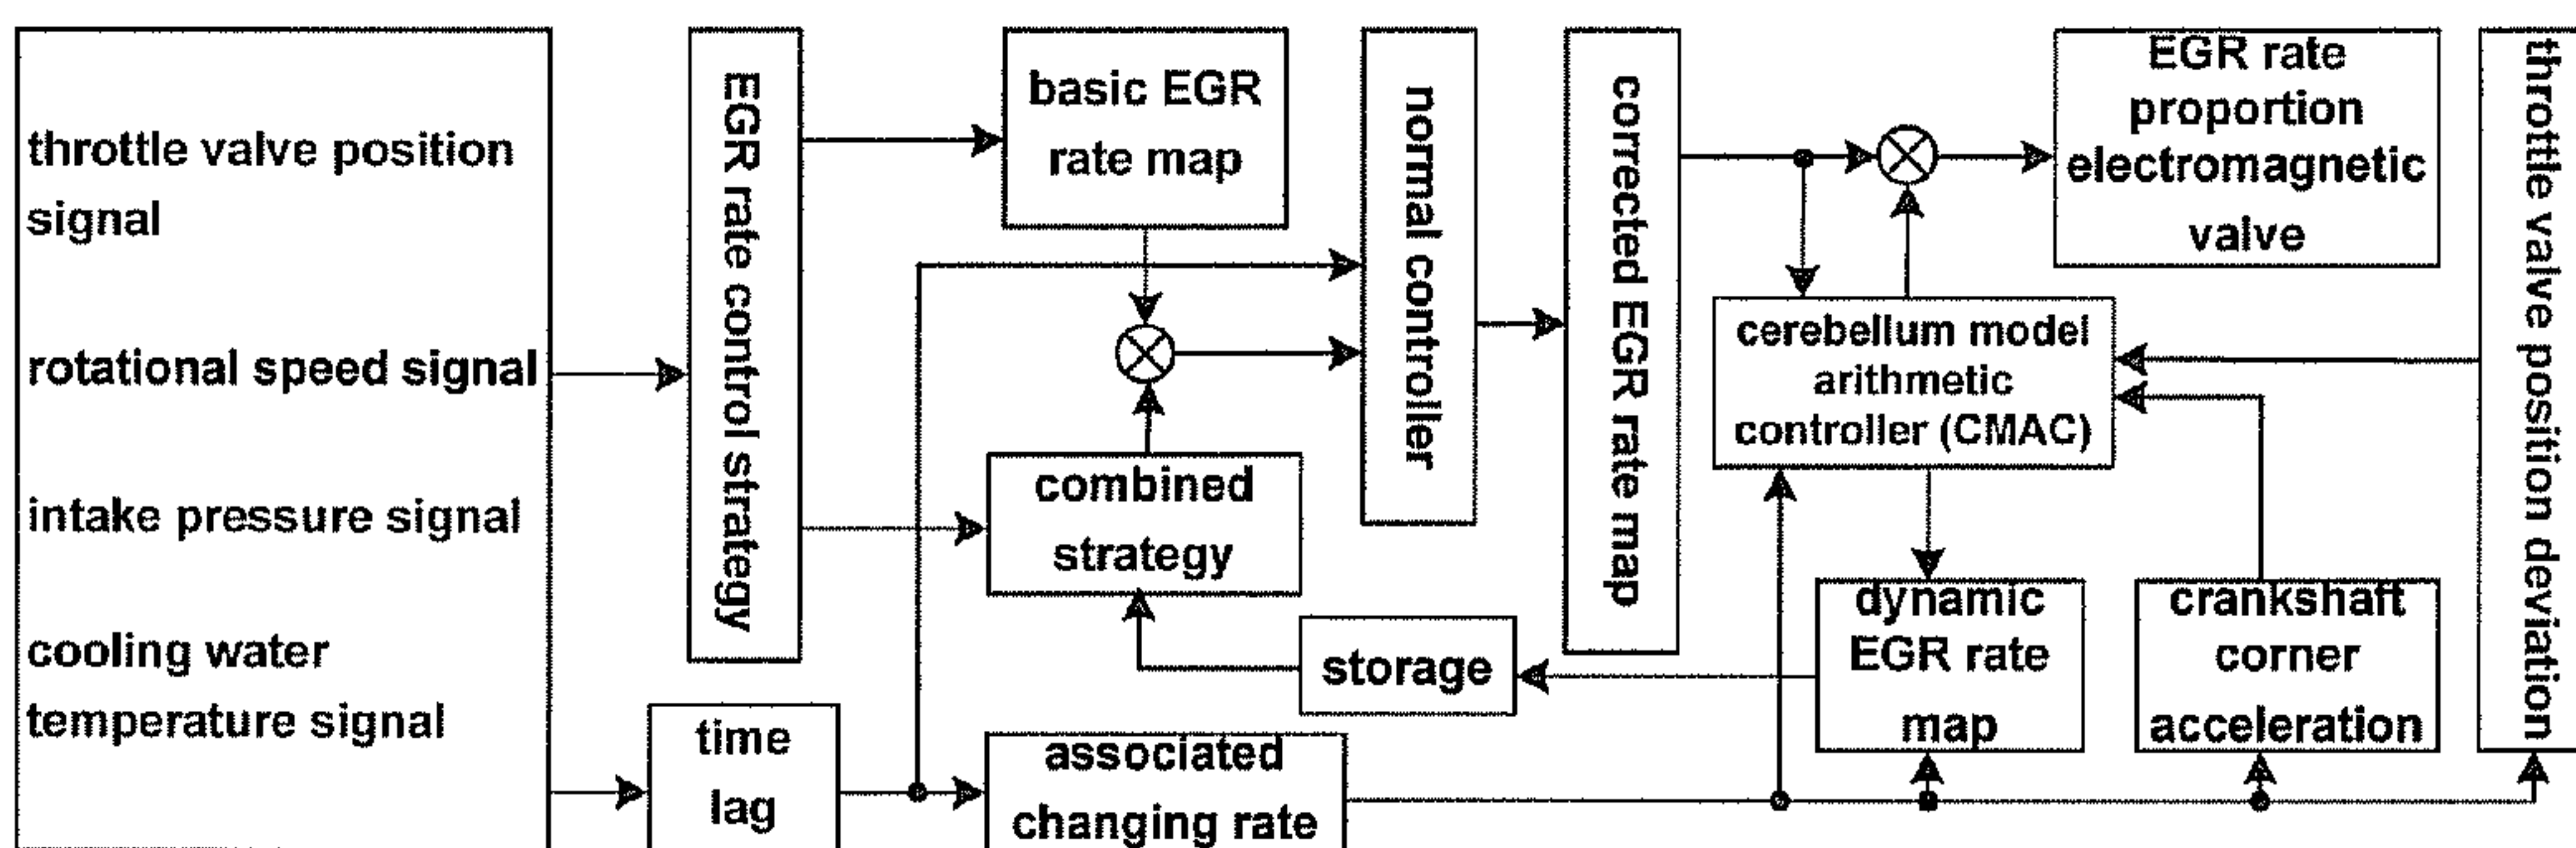 throttle valve position
signal
rotational speed signal
intake pressure signal
cooling water
temperature signal
EGR rate control strategy
time
lag
basic EGR
rate map
combined
strategy
storage
associated
changing rate
normal controller
corrected EGR rate map
EGR rate
proportion
electromagnetic
valve
cerebellum model
arithmetic
controller (CMAC)
dynamic
EGR rate
map
crankshaft
corner
acceleration
throttle valve position deviation